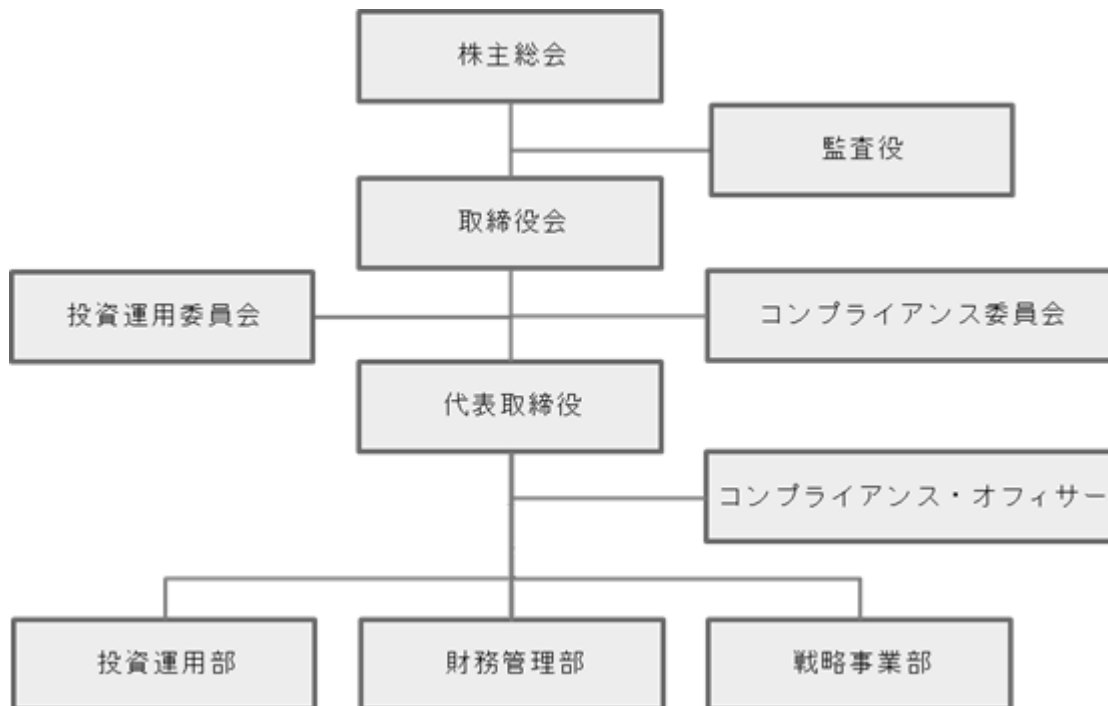 株主総会
監査役
取締役会
投資運用委員会
コンプライアンス委員会
代表取締役
コンプライアンス・オフィサー
投資運用部
財務管理部
戦略事業部